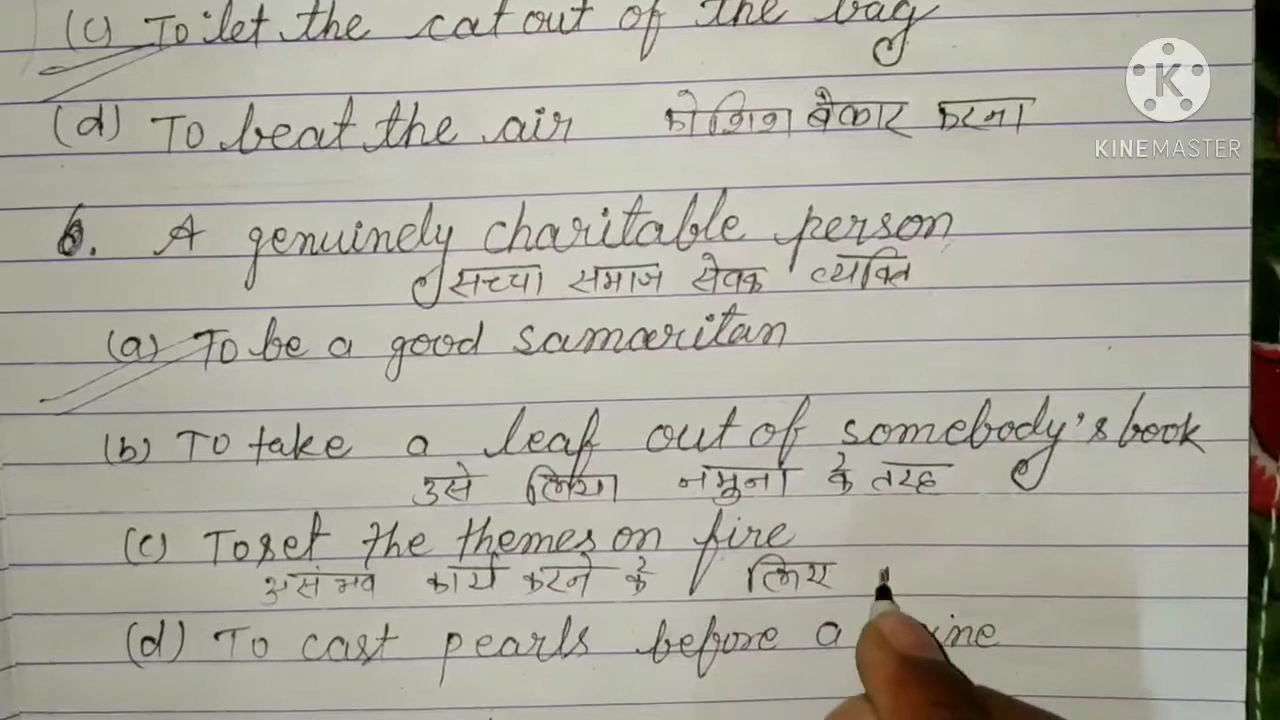 (c) To let the cat out of the bag
(d) To beat the air कोशिश बेकार करना
K
KINEMASTER
6. A genuinely charitable person
सच्चा समाज सेवक व्यक्ति
(a) To be a good samaritan
(b) To take a leaf out of somebody's book
उसे लिया नमुना के तरह
(c) To set the themes on fire
असंभव कार्य करने के लिए
(d) To cast pearls before a